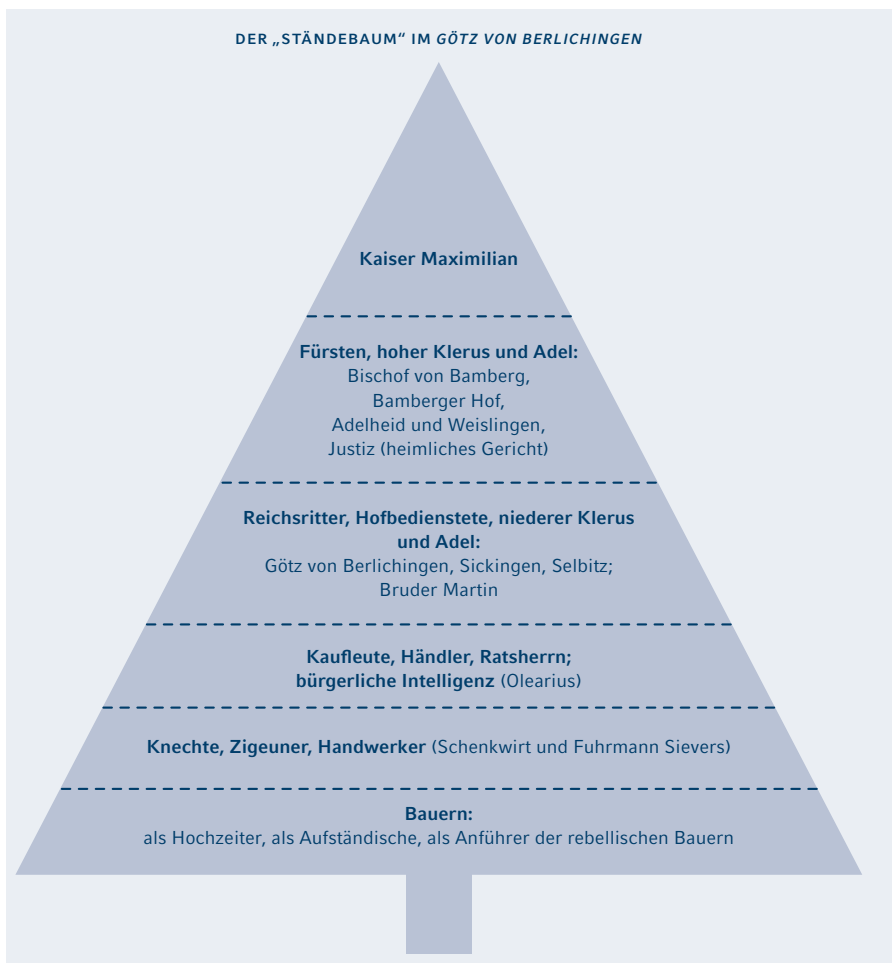 DER „STÄNDEBAUM“ IM GÖTZ VON BERLICHINGEN
Kaiser Maximilian
Fürsten, hoher Klerus und Adel:
Bischof von Bamberg,
Bamberger Hof,
Adelheid und Weislingen,
Justiz (heimliches Gericht)
Reichsritter, Hofbedienstete, niederer Klerus
und Adel:
Götz von Berlichingen, Sickingen, Selbitz;
Bruder Martin
Kaufleute, Händler, Ratsherrn;
bürgerliche Intelligenz (Olearius)
Knechte, Zigeuner, Handwerker (Schenkwirt und Fuhrmann Sievers)
Bauern:
als Hochzeiter, als Aufständische, als Anführer der rebellischen Bauern